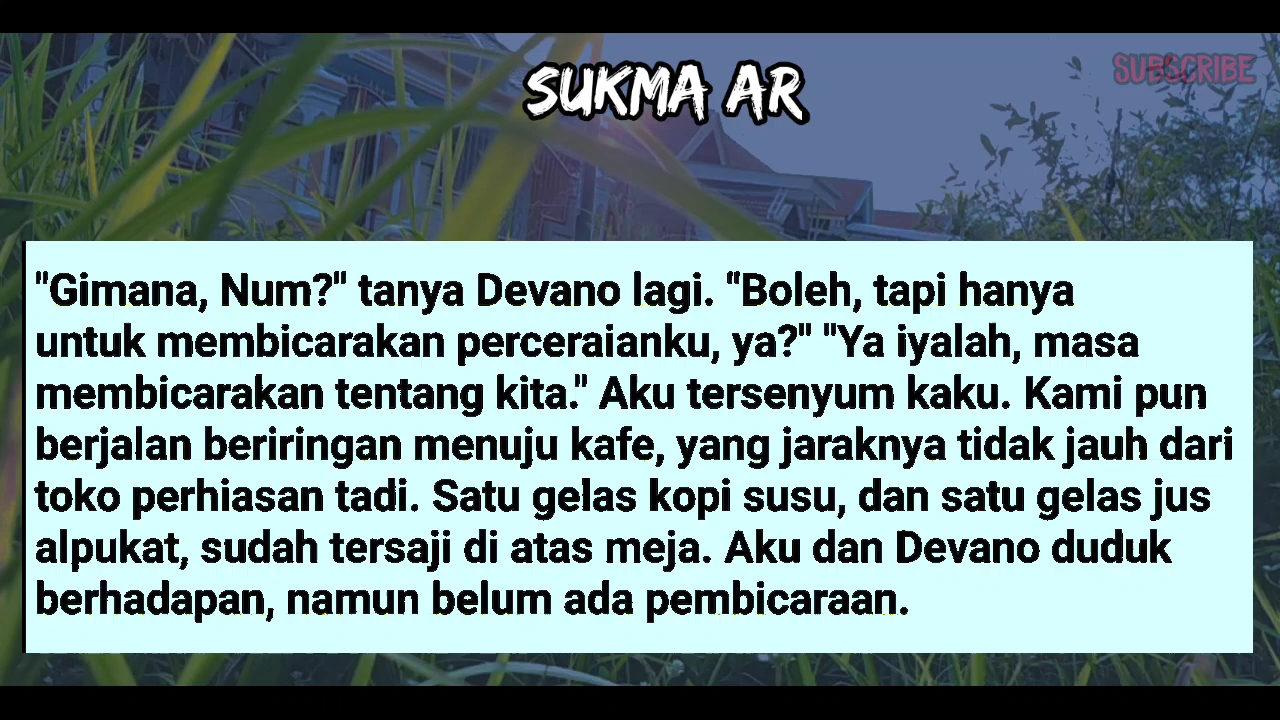 SUKMA AR
SUBSCRIBE
"Gimana, Num?" tanya Devano lagi. "Boleh, tapi hanya
untuk membicarakan perceraianku, ya?" "Ya iyalah, masa
membicarakan tentang kita." Aku tersenyum kaku. Kami pun
berjalan beriringan menuju kafe, yang jaraknya tidak jauh dari
toko perhiasan tadi. Satu gelas kopi susu, dan satu gelas jus
alpukat, sudah tersaji di atas meja. Aku dan Devano duduk
berhadapan, namun belum ada pembicaraan.